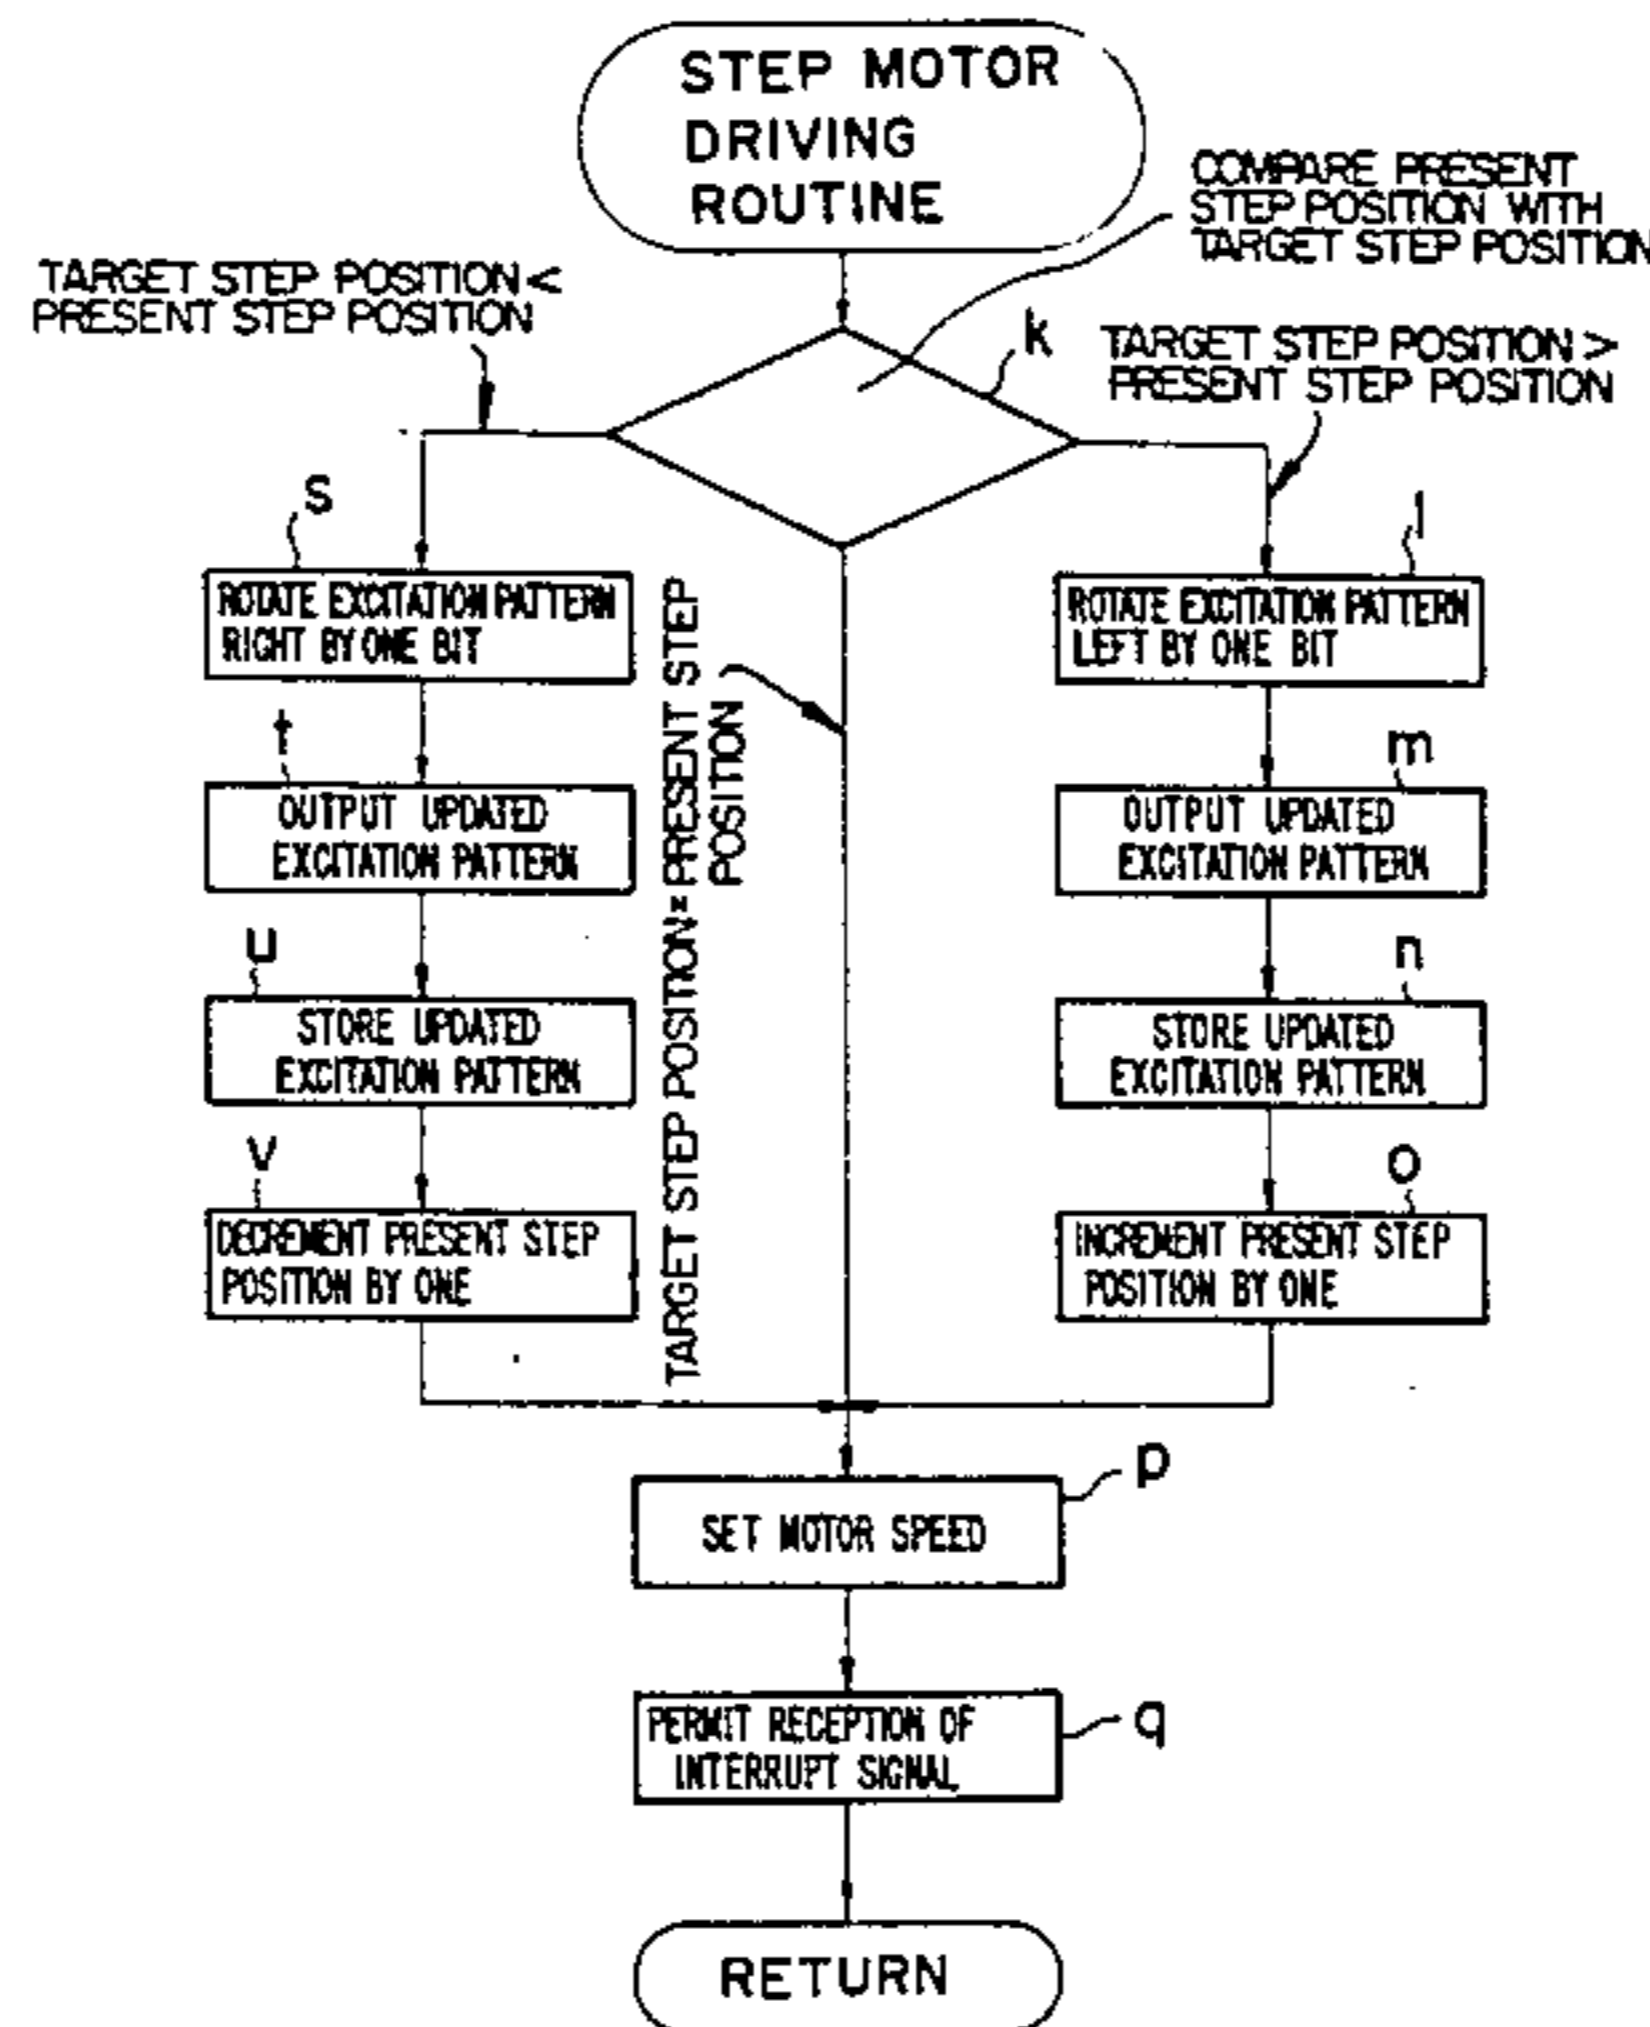 STEP MOTOR
DRIVING
ROUTINE
COMPARE PRESENT
STEP POSITION WITH
TARGET STEP POSITION
TARGET STEP POSITION <
PRESENT STEP POSITION
k
TARGET STEP POSITION >
PRESENT STEP POSITION
s
ROTATE EXCITATION PATTERN
RIGHT BY ONE BIT
l
ROTATE EXCITATION PATTERN
LEFT BY ONE BIT
TARGET STEP POSITION = PRESENT STEP
POSITION
t
OUTPUT UPDATED
EXCITATION PATTERN
m
OUTPUT UPDATED
EXCITATION PATTERN
u
STORE UPDATED
EXCITATION PATTERN
n
STORE UPDATED
EXCITATION PATTERN
v
DECREMENT PRESENT STEP
POSITION BY ONE
o
INCREMENT PRESENT STEP
POSITION BY ONE
p
SET MOTOR SPEED
q
PERMIT RECEPTION OF
INTERRUPT SIGNAL
RETURN